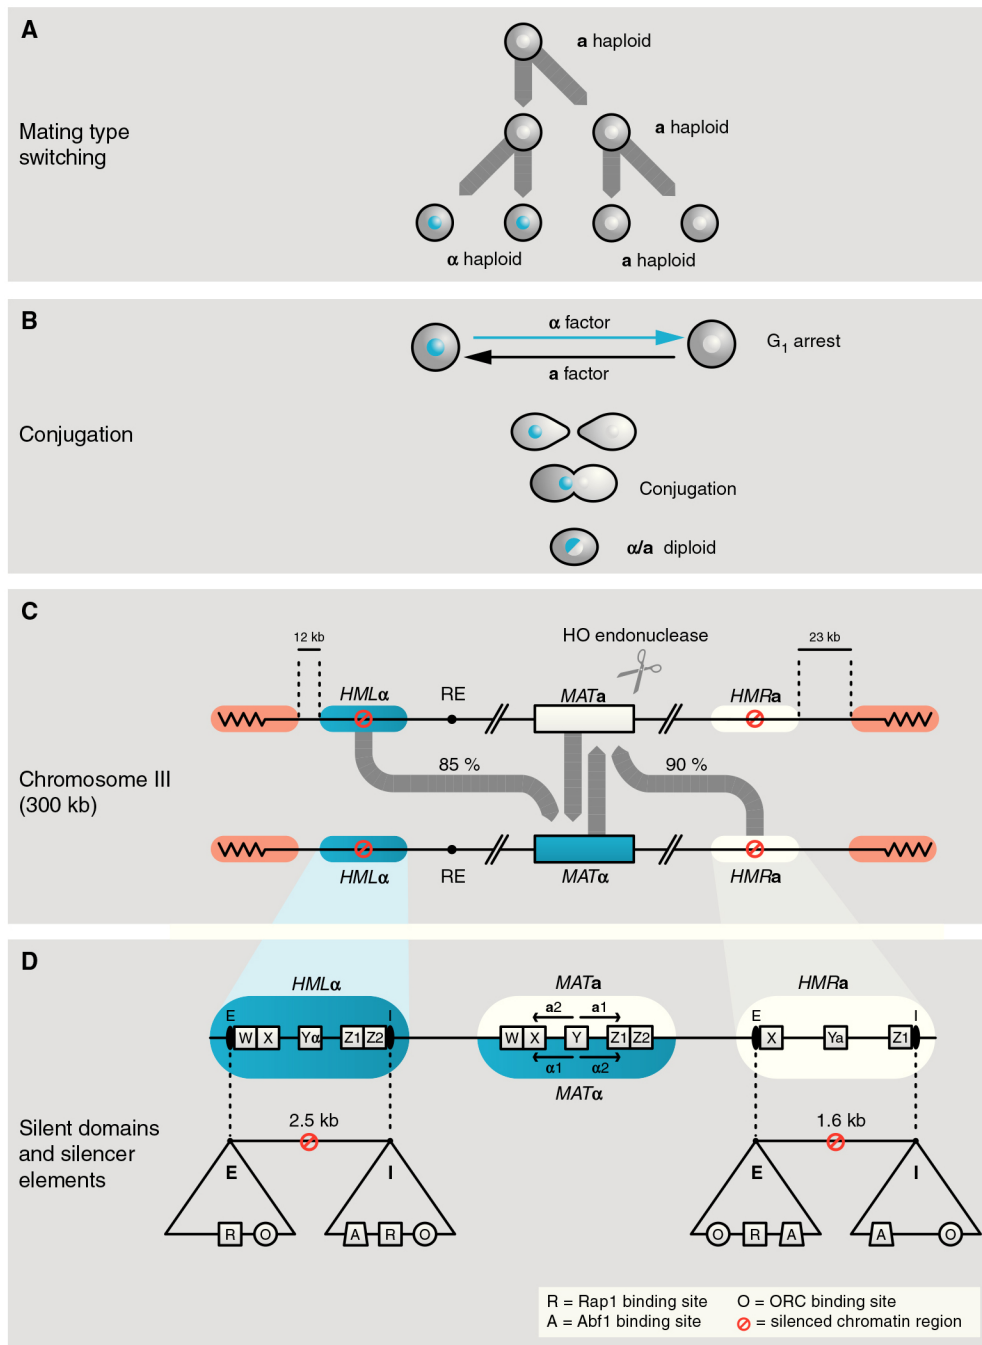 A
a haploid
Mating type
switching
a haploid
α haploid
a haploid
B
α factor
G1 arrest
a factor
Conjugation
Conjugation
α/a diploid
C
12 kb
HO endonuclease
23 kb
HMLα
RE
MATa
HMRa
85 %
90 %
Chromosome III
(300 kb)
HMLα
RE
MATα
HMRa
D
HMLα
MATa
HMRa
E
I
a2
a1
E
I
W
X
Yα
Z1
Z2
W
X
Y
Z1
Z2
X
Ya
Z1
α1
α2
MATα
Silent domains
and silencer
elements
2.5 kb
1.6 kb
E
I
E
I
R
O
A
R
O
O
R
A
A
O
R = Rap1 binding site
O = ORC binding site
A = Abf1 binding site
= silenced chromatin region